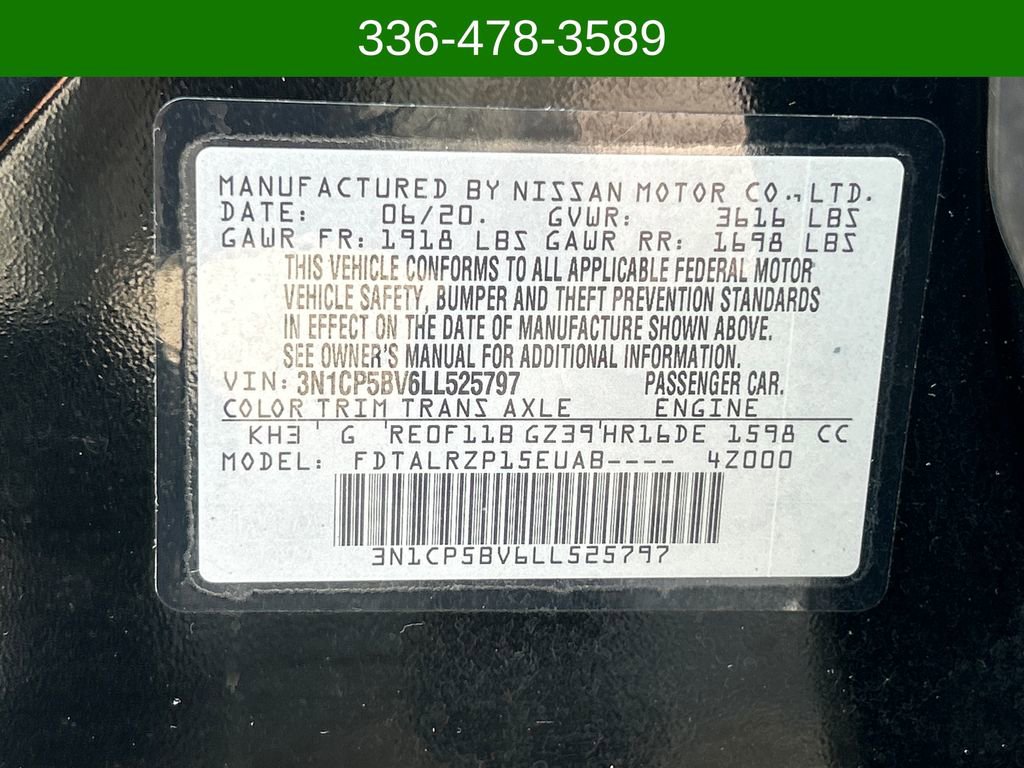 336-478-3589
MANUFACTURED BY NISSAN MOTOR CO., LTD.
DATE: 06/20. GVWR: 3616 LBS
GAWR FR: 1918 LBS GAWR RR: 1698 LBS
THIS VEHICLE CONFORMS TO ALL APPLICABLE FEDERAL MOTOR
VEHICLE SAFETY, BUMPER AND THEFT PREVENTION STANDARDS
IN EFFECT ON THE DATE OF MANUFACTURE SHOWN ABOVE.
SEE OWNER'S MANUAL FOR ADDITIONAL INFORMATION.
VIN: 3N1CP5BV6LL525797 PASSENGER CAR.
COLOR TRIM TRANS AXLE ENGINE
KH3 ' G 'RE0F11B GZ39'HR16DE 1598 CC
MODEL: FDTALRZP15EUAB---- 4Z000
3N1CP5BV6LL525797